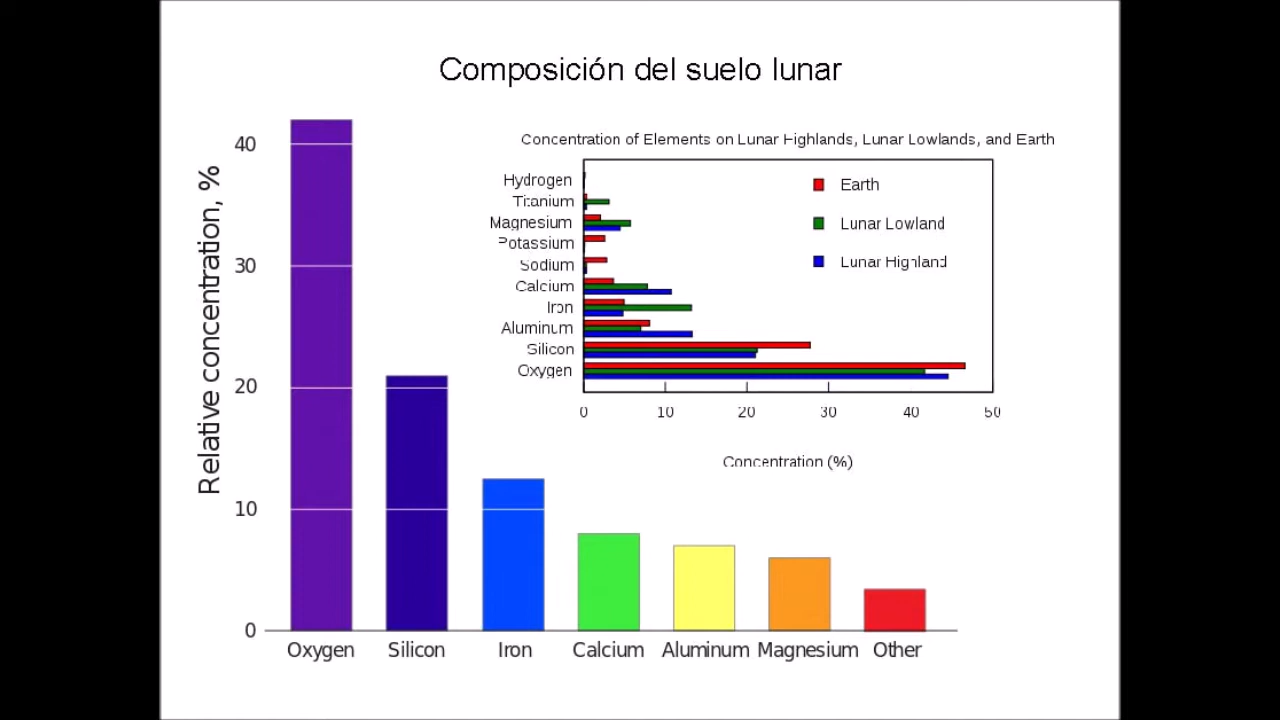 Composición del suelo lunar
Relative concentration, %
40
30
20
10
0
Oxygen
Silicon
Iron
Calcium
Aluminum
Magnesium
Other
Concentration of Elements on Lunar Highlands, Lunar Lowlands, and Earth
Hydrogen
Titanium
Magnesium
Potassium
Sodium
Calcium
Iron
Aluminum
Silicon
Oxygen
Earth
Lunar Lowland
Lunar Highland
0 10 20 30 40 50
Concentration (%)